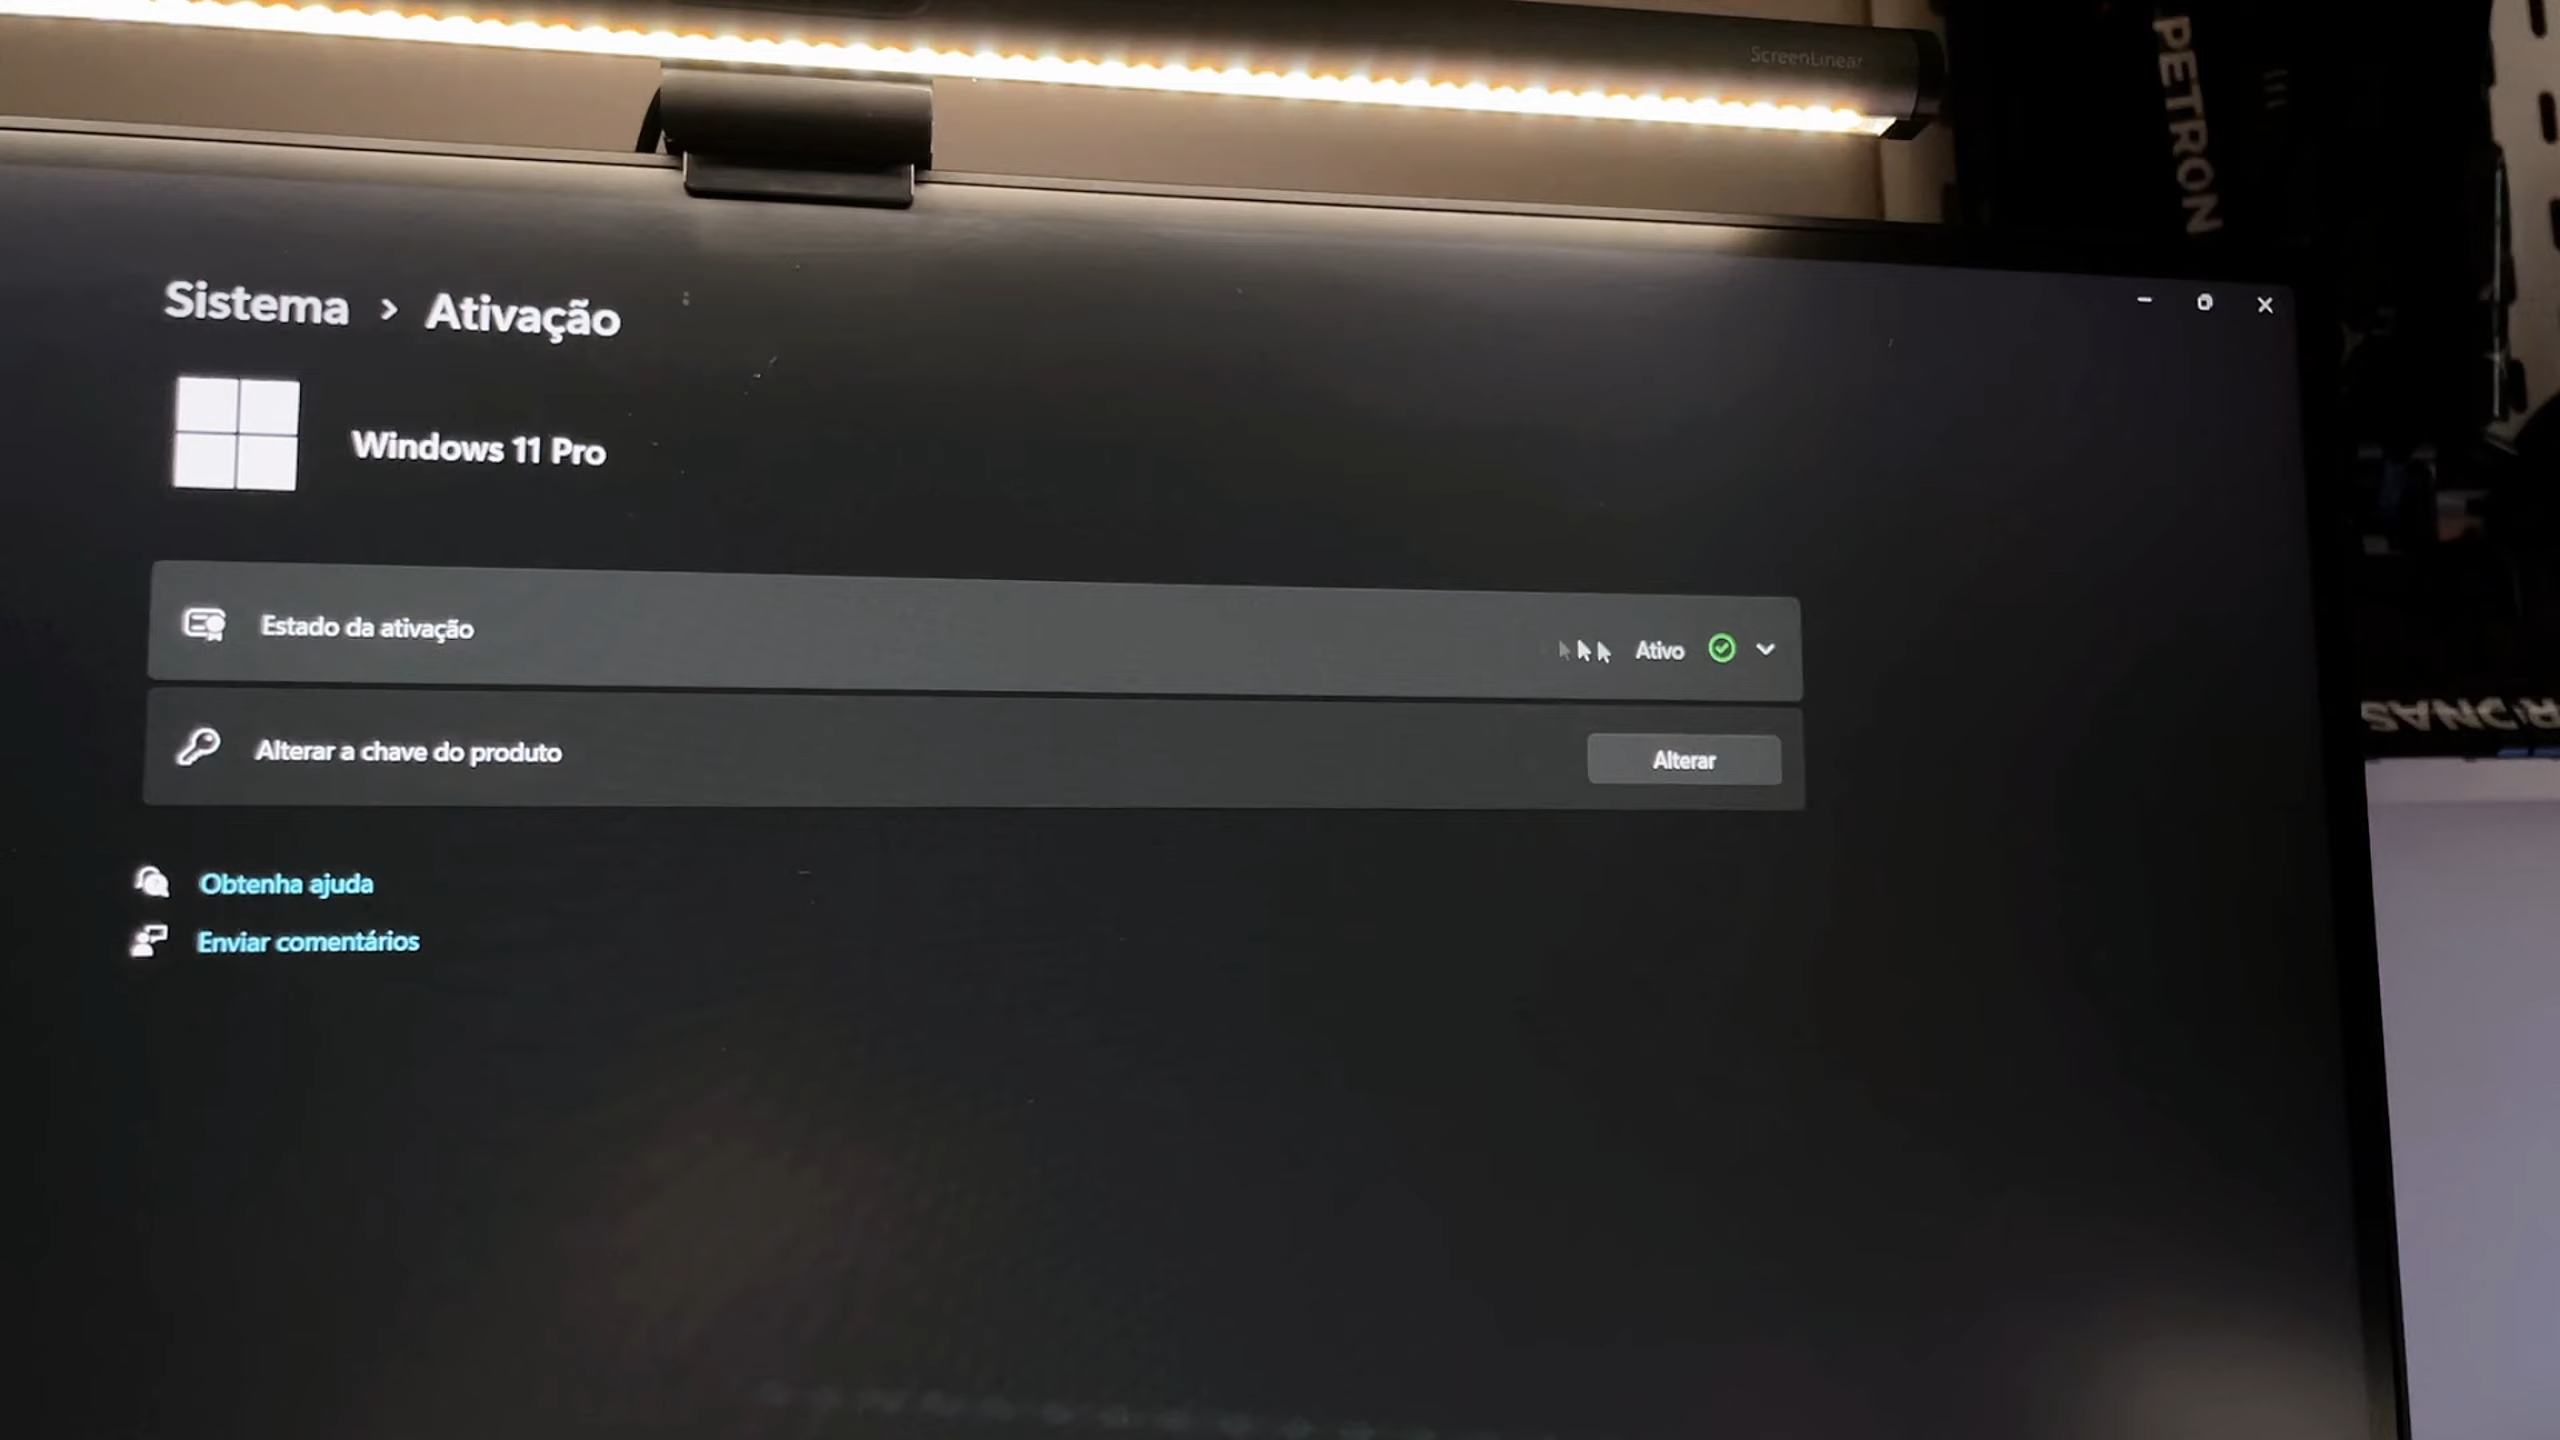 ScreenLinear
PETRON
Sistema > Ativação
Windows 11 Pro
Estado da ativação
Ativo
Alterar a chave do produto
Alterar
Obtenha ajuda
Enviar comentários